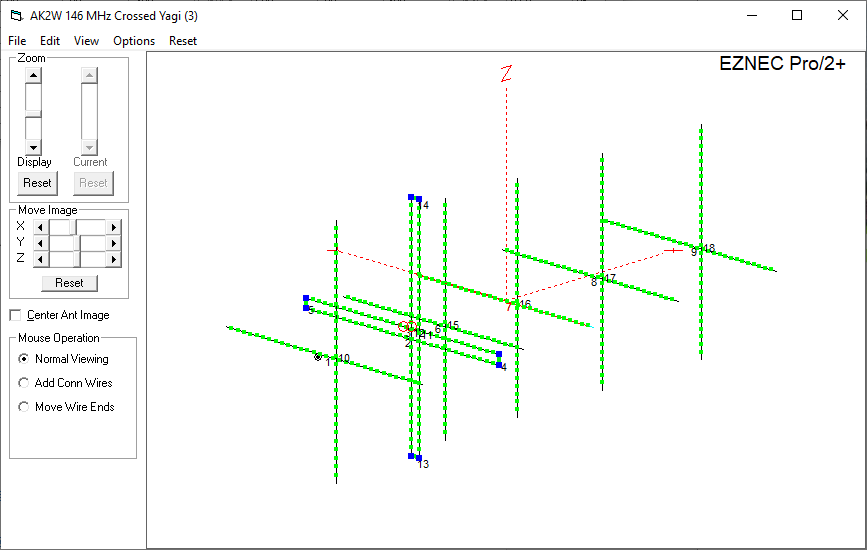 AK2W 146 MHz Crossed Yagi (3)
File Edit View Options Reset
Zoom
Display Current
Reset Reset
Move Image
X
Y
Z
Reset
Center Ant Image
Mouse Operation
Normal Viewing
Add Conn Wires
Move Wire Ends
EZNEC Pro/2+
Z
14
9 18
8 17
7 16
5
6 15
12 11
2
4
1 10
13